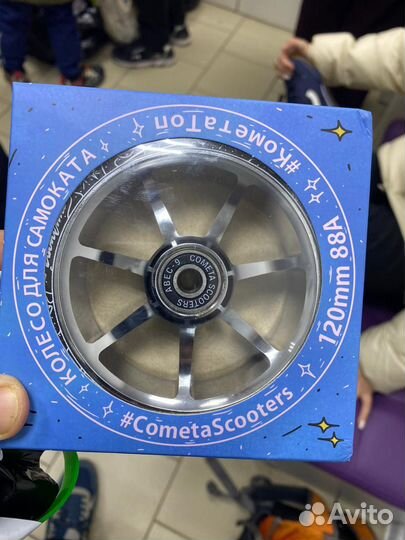 КОЛЕСО ДЛЯ САМОКАТА
#КометаТоп
120mm 88A
#CometaScooters
COMETA SCOOTERS
ABEC-9
Avito